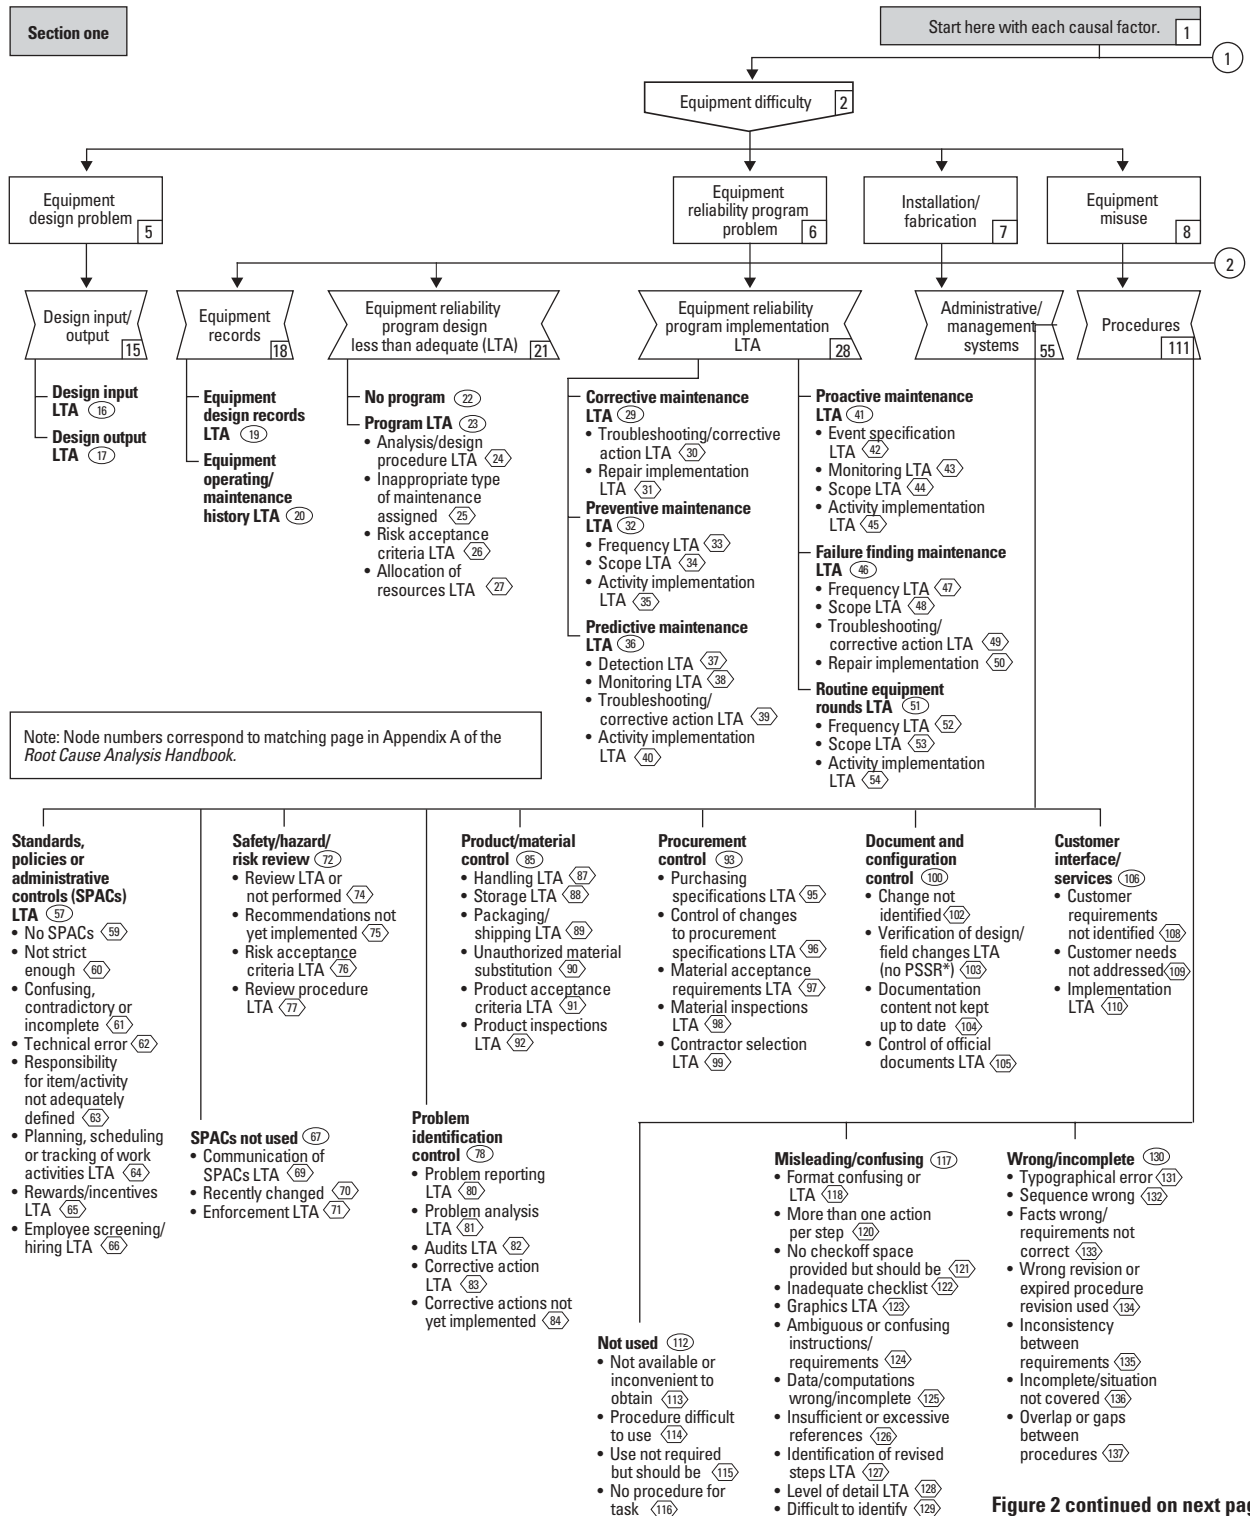 Section one
Start here with each causal factor. 1
1
Equipment difficulty 2
Equipment
design problem 5
Equipment
reliability program
problem 6
Installation/
fabrication 7
Equipment
misuse 8
2
Design input/
output 15
Equipment
records 18
Equipment reliability
program design
less than adequate (LTA) 21
Equipment reliability
program implementation
LTA 28
Administrative/
management
systems 55
Procedures
111
Design input
LTA 16
Design output
LTA 17
Equipment
design records
LTA 19
Equipment
operating/
maintenance
history LTA 20
No program 22
Program LTA 23
• Analysis/design
procedure LTA 24
• Inappropriate type
of maintenance
assigned 25
• Risk acceptance
criteria LTA 26
• Allocation of
resources LTA 27
Corrective maintenance
LTA 29
• Troubleshooting/corrective
action LTA 30
• Repair implementation
LTA 31
Preventive maintenance
LTA 32
• Frequency LTA 33
• Scope LTA 34
• Activity implementation
LTA 35
Predictive maintenance
LTA 36
• Detection LTA 37
• Monitoring LTA 38
• Troubleshooting/
corrective action LTA 39
• Activity implementation
LTA 40
Proactive maintenance
LTA 41
• Event specification
LTA 42
• Monitoring LTA 43
• Scope LTA 44
• Activity implementation
LTA 45
Failure finding maintenance
LTA 46
• Frequency LTA 47
• Scope LTA 48
• Troubleshooting/
corrective action LTA 49
• Repair implementation 50
Routine equipment
rounds LTA 51
• Frequency LTA 52
• Scope LTA 53
• Activity implementation
LTA 54
Note: Node numbers correspond to matching page in Appendix A of the
Root Cause Analysis Handbook.
Standards,
policies or
administrative
controls (SPACs)
LTA 57
• No SPACs 59
• Not strict
enough 60
• Confusing,
contradictory or
incomplete 61
• Technical error 62
• Responsibility
for item/activity
not adequately
defined 63
• Planning, scheduling
or tracking of work
activities LTA 64
• Rewards/incentives
LTA 65
• Employee screening/
hiring LTA 66
SPACs not used 67
• Communication of
SPACs LTA 69
• Recently changed 70
• Enforcement LTA 71
Safety/hazard/
risk review 72
• Review LTA or
not performed 74
• Recommendations not
yet implemented 75
• Risk acceptance
criteria LTA 76
• Review procedure
LTA 77
Problem
identification
control 78
• Problem reporting
LTA 80
• Problem analysis
LTA 81
• Audits LTA 82
• Corrective action
LTA 83
• Corrective actions not
yet implemented 84
Product/material
control 85
• Handling LTA 87
• Storage LTA 88
• Packaging/
shipping LTA 89
• Unauthorized material
substitution 90
• Product acceptance
criteria LTA 91
• Product inspections
LTA 92
Procurement
control 93
• Purchasing
specifications LTA 95
• Control of changes
to procurement
specifications LTA 96
• Material acceptance
requirements LTA 97
• Material inspections
LTA 98
• Contractor selection
LTA 99
Document and
configuration
control 100
• Change not
identified 102
• Verification of design/
field changes LTA
(no PSSR*) 103
• Documentation
content not kept
up to date 104
• Control of official
documents LTA 105
Customer
interface/
services 106
• Customer
requirements
not identified 108
• Customer needs
not addressed 109
• Implementation
LTA 110
Not used 112
• Not available or
inconvenient to
obtain 113
• Procedure difficult
to use 114
• Use not required
but should be 115
• No procedure for
task 116
Misleading/confusing 117
• Format confusing or
LTA 118
• More than one action
per step 120
• No checkoff space
provided but should be 121
• Inadequate checklist 122
• Graphics LTA 123
• Ambiguous or confusing
instructions/
requirements 124
• Data/computations
wrong/incomplete 125
• Insufficient or excessive
references 126
• Identification of revised
steps LTA 127
• Level of detail LTA 128
• Difficult to identify 129
Wrong/incomplete 130
• Typographical error 131
• Sequence wrong 132
• Facts wrong/
requirements not
correct 133
• Wrong revision or
expired procedure
revision used 134
• Inconsistency
between
requirements 135
• Incomplete/situation
not covered 136
• Overlap or gaps
between
procedures 137
Figure 2 continued on next pag